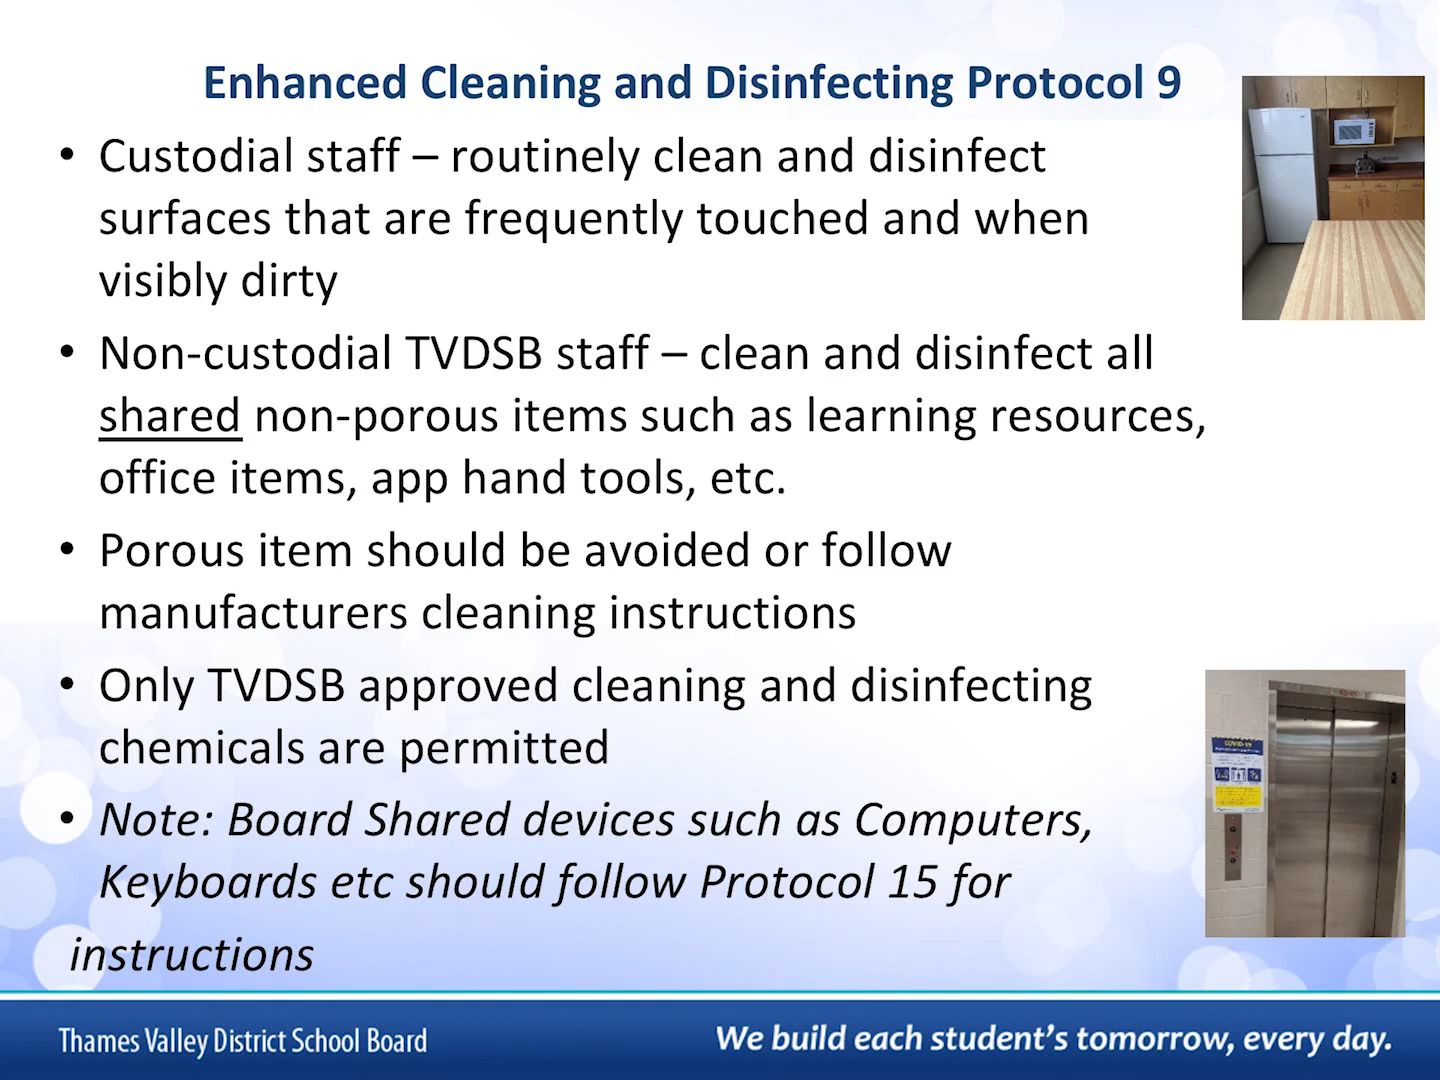 Enhanced Cleaning and Disinfecting Protocol 9
• Custodial staff – routinely clean and disinfect
surfaces that are frequently touched and when
visibly dirty
• Non-custodial TVDSB staff – clean and disinfect all
shared non-porous items such as learning resources,
office items, app hand tools, etc.
• Porous item should be avoided or follow
manufacturers cleaning instructions
• Only TVDSB approved cleaning and disinfecting
chemicals are permitted
• Note: Board Shared devices such as Computers,
Keyboards etc should follow Protocol 15 for
instructions
COVID-19
Thames Valley District School Board
We build each student's tomorrow, every day.